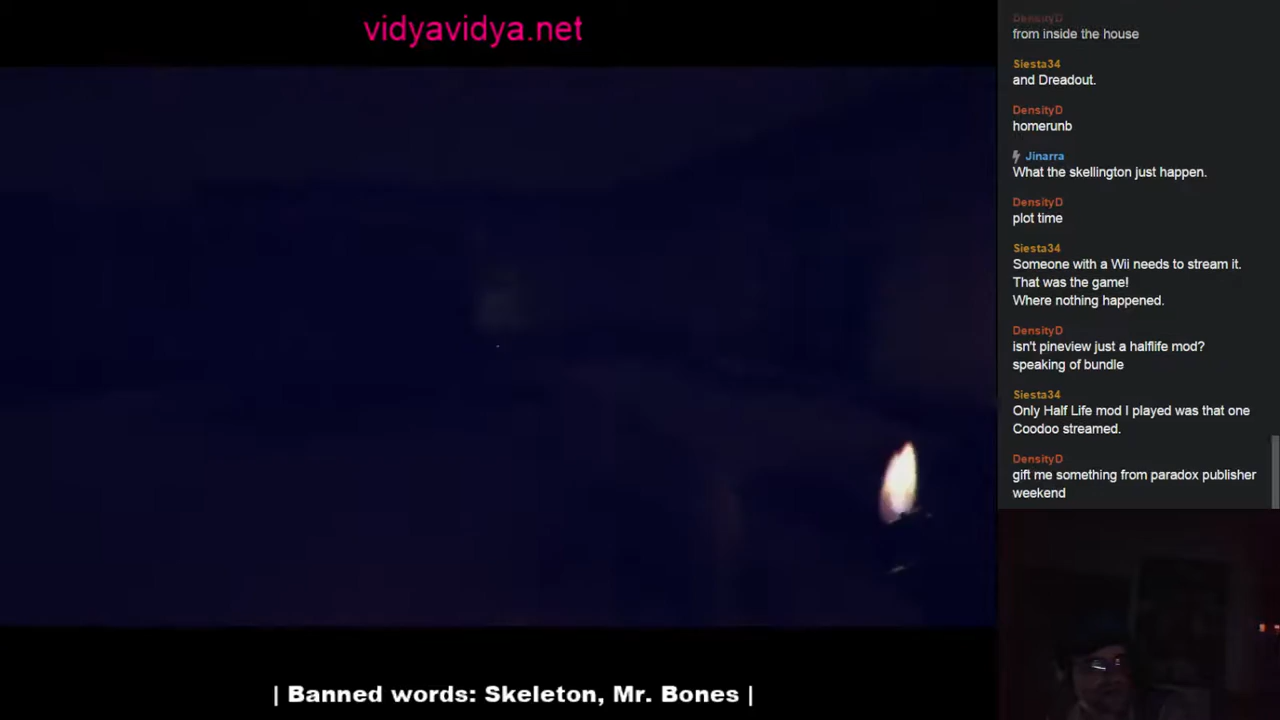 vidyavidya.net
DensityD
from inside the house
Siesta34
and Dreadout.
DensityD
homerunb
Jinarra
What the skellington just happen.
DensityD
plot time
Siesta34
Someone with a Wii needs to stream it.
That was the game!
Where nothing happened.
DensityD
isn't pineview just a halflife mod?
speaking of bundle
Siesta34
Only Half Life mod I played was that one
Coodoo streamed.
DensityD
gift me something from paradox publisher
weekend
| Banned words: Skeleton, Mr. Bones |